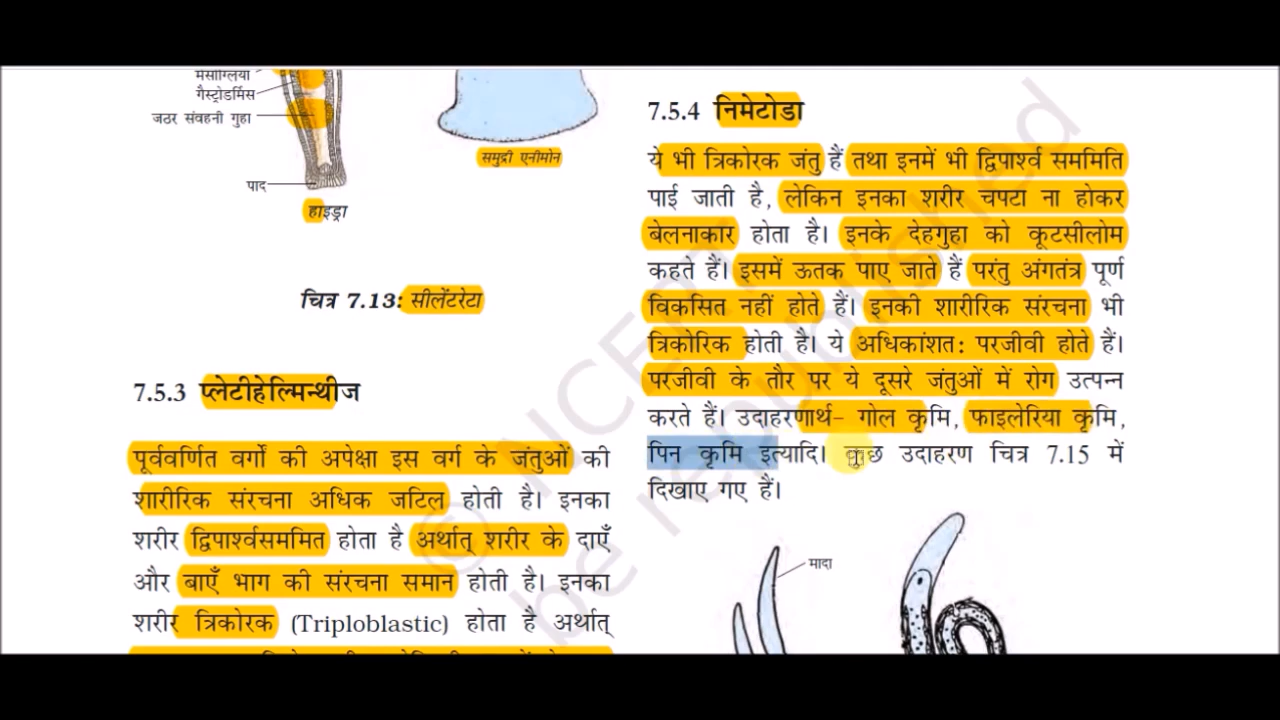 मेसोग्लिया
गैस्ट्रोडर्मिस
जठर संवहनी गुहा
पाद
हाइड्रा
समुद्री एनीमोन
चित्र 7.13: सीलेंटरेटा
7.5.3 प्लेटीहेल्मिन्थीज
पूर्ववर्णित वर्गों की अपेक्षा इस वर्ग के जंतुओं की
शारीरिक संरचना अधिक जटिल होती है। इनका
शरीर द्विपार्श्वसममित होता है अर्थात् शरीर के दाएँ
और बाएँ भाग की संरचना समान होती है। इनका
शरीर त्रिकोरक (Triploblastic) होता है अर्थात्
7.5.4 निमेटोडा
ये भी त्रिकोरक जंतु हैं तथा इनमें भी द्विपार्श्व सममिति
पाई जाती है, लेकिन इनका शरीर चपटा ना होकर
बेलनाकार होता है। इनके देहगुहा को कूटसीलोम
कहते हैं। इसमें ऊतक पाए जाते हैं परंतु अंगतंत्र पूर्ण
विकसित नहीं होते हैं। इनकी शारीरिक संरचना भी
त्रिकोरिक होती है। ये अधिकांशत: परजीवी होते हैं।
परजीवी के तौर पर ये दूसरे जंतुओं में रोग उत्पन्न
करते हैं। उदाहरणार्थ- गोल कृमि, फाइलेरिया कृमि,
पिन कृमि इत्यादि। कुछ उदाहरण चित्र 7.15 में
दिखाए गए हैं।
मादा
© NCERT
be republished